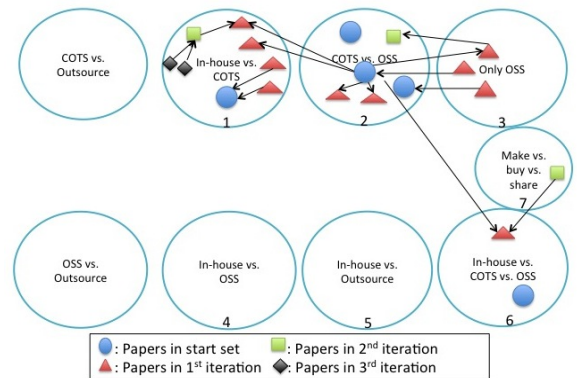 COTS vs.
Outsource
In-house vs.
COTS
1
COTS vs. OSS
2
Only OSS
3
Make vs.
buy vs.
share
7
OSS vs.
Outsource
In-house vs.
OSS
4
In-house vs.
Outsource
5
In-house vs.
COTS vs. OSS
6
: Papers in start set
: Papers in 2nd iteration
: Papers in 1st iteration
: Papers in 3rd iteration